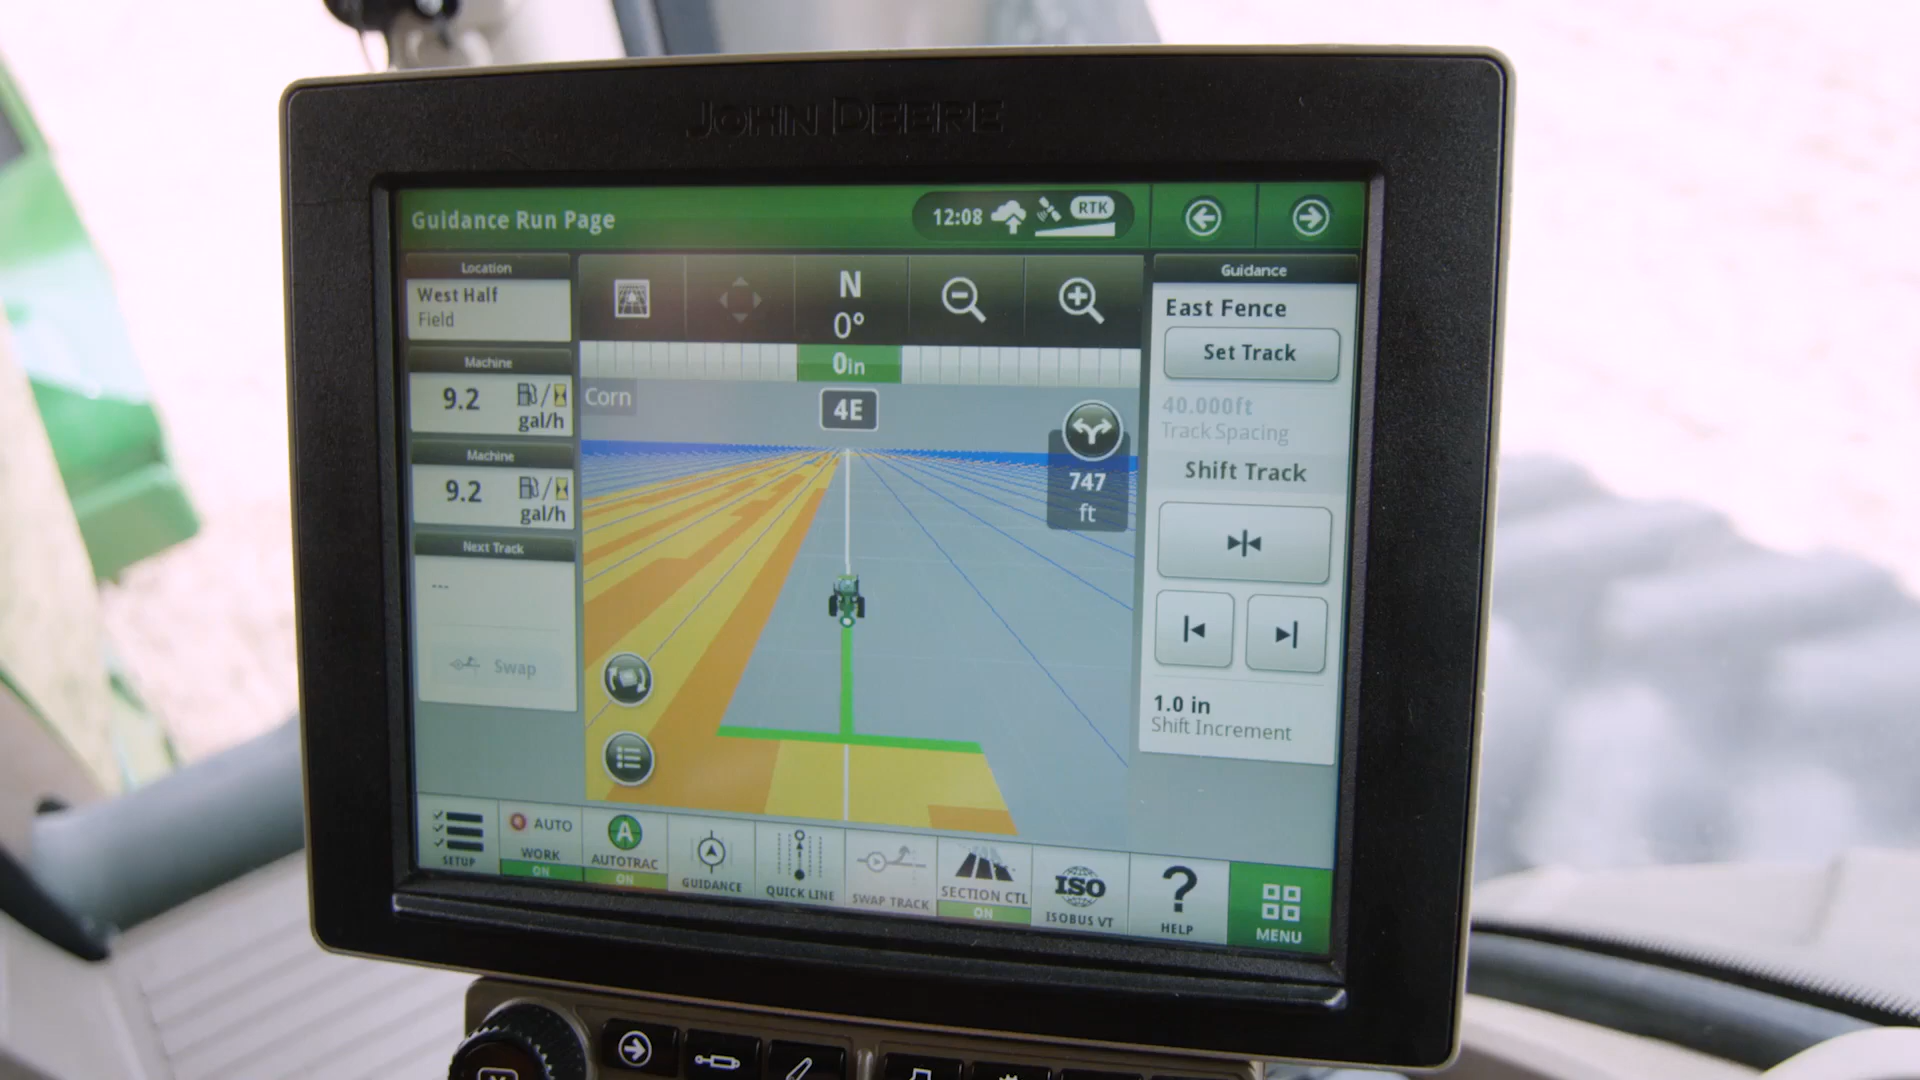 JOHN DEERE
Guidance Run Page
12:08
RTK
Location
West Half
Field
Machine
9.2
gal/h
Machine
9.2
gal/h
Next Track
---
Swap
N
0°
0in
Corn
4E
747
ft
Guidance
East Fence
Set Track
40.000ft
Track Spacing
Shift Track
1.0 in
Shift Increment
SETUP
AUTO
WORK
ON
A
AUTOTRAC
ON
GUIDANCE
QUICK LINE
SWAP TRACK
SECTION CTL
ON
ISO
ISOBUS VT
?
HELP
MENU